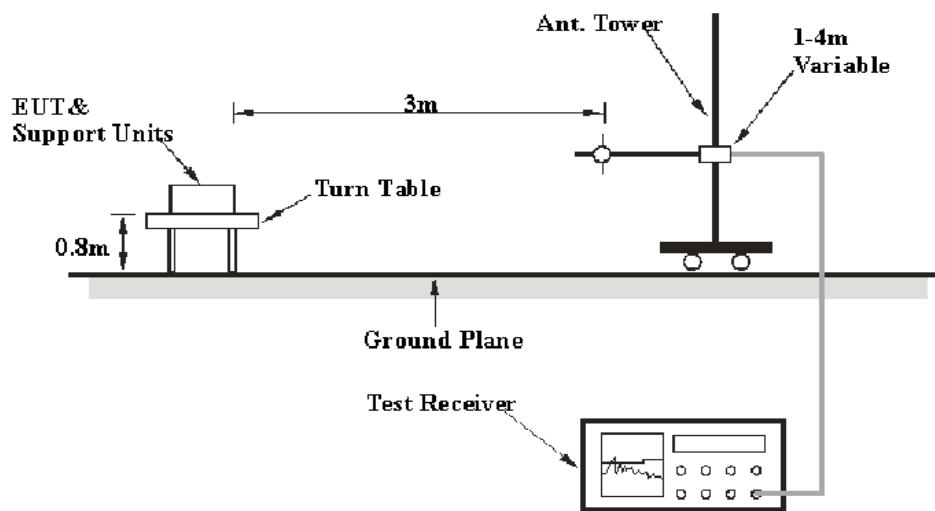 Ant. Tower
1-4m
Variable
EUT&
Support Units
3m
Turn Table
0.8m
Ground Plane
Test Receiver